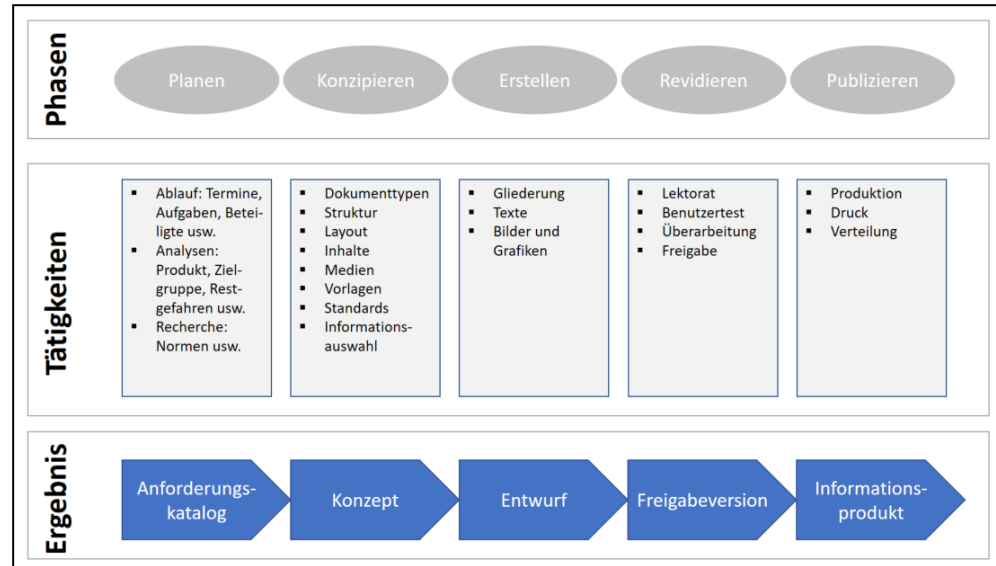 Phasen
Planen
Konzipieren
Erstellen
Revidieren
Publizieren
Tätigkeiten
▪ Ablauf: Termine,
Aufgaben, Betei-
ligte usw.
▪ Analysen:
Produkt, Ziel-
gruppe, Rest-
gefahren usw.
▪ Recherche:
Normen usw.
▪ Dokumenttypen
▪ Struktur
▪ Layout
▪ Inhalte
▪ Medien
▪ Vorlagen
▪ Standards
▪ Informations-
auswahl
▪ Gliederung
▪ Texte
▪ Bilder und
Grafiken
▪ Lektorat
▪ Benutzertest
▪ Überarbeitung
▪ Freigabe
▪ Produktion
▪ Druck
▪ Verteilung
Ergebnis
Anforderungs-
katalog
Konzept
Entwurf
Freigabeversion
Informations-
produkt